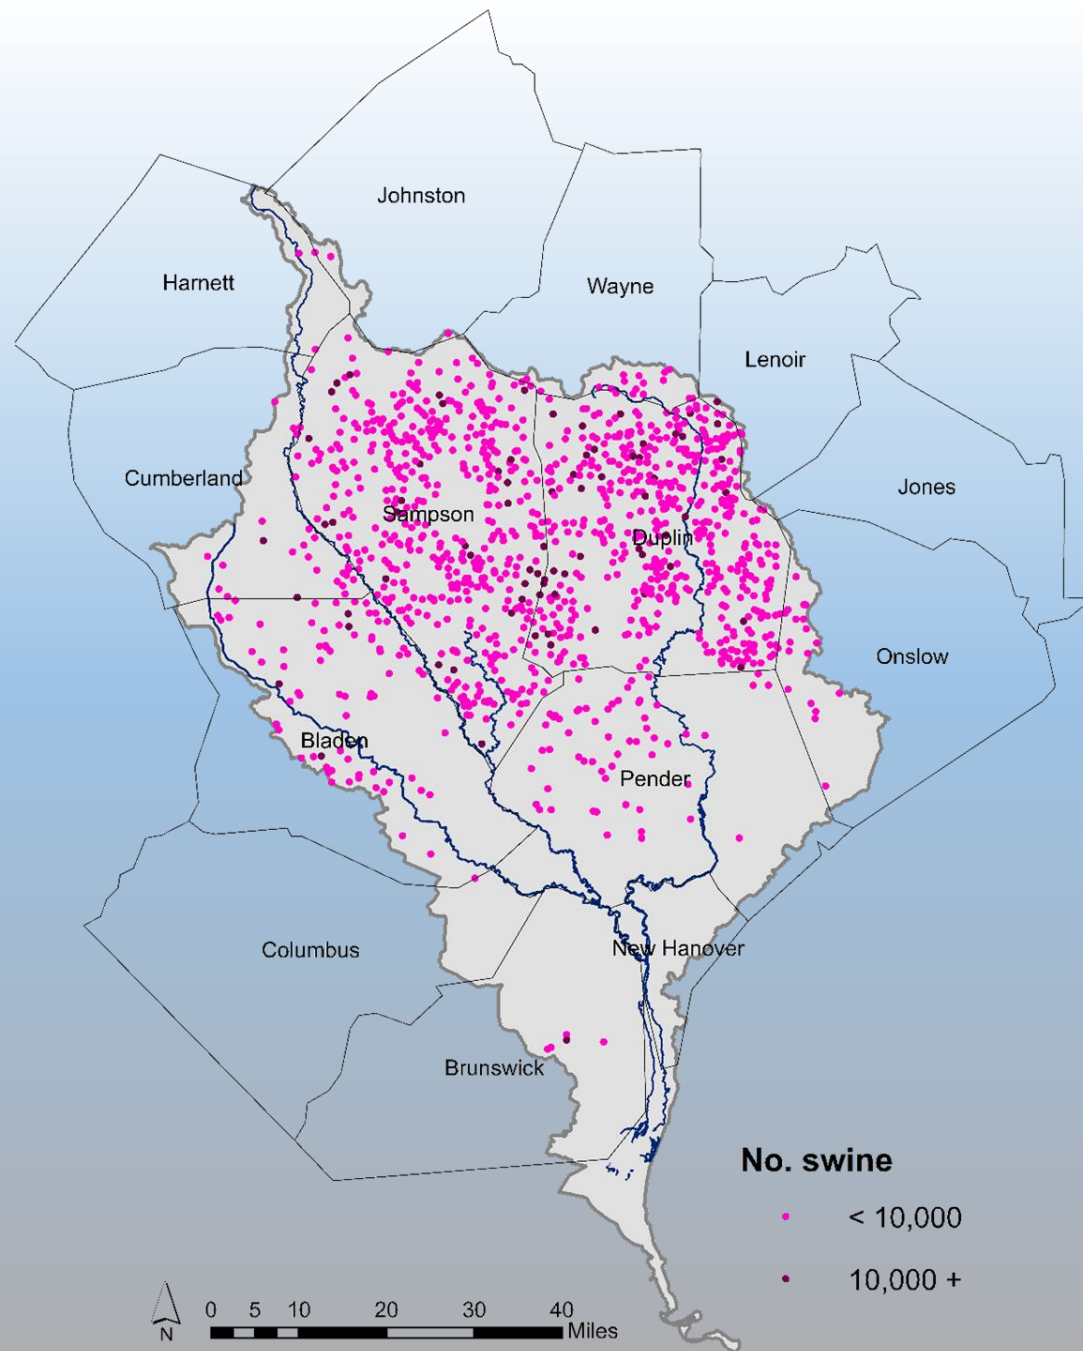 Johnston
Harnett
Wayne
Lenoir
Cumberland
Jones
Sampson
Duplin
Onslow
Bladen
Pender
New Hanover
Columbus
Brunswick
No. swine
< 10,000
10,000 +
N
0 5 10 20 30 40
Miles